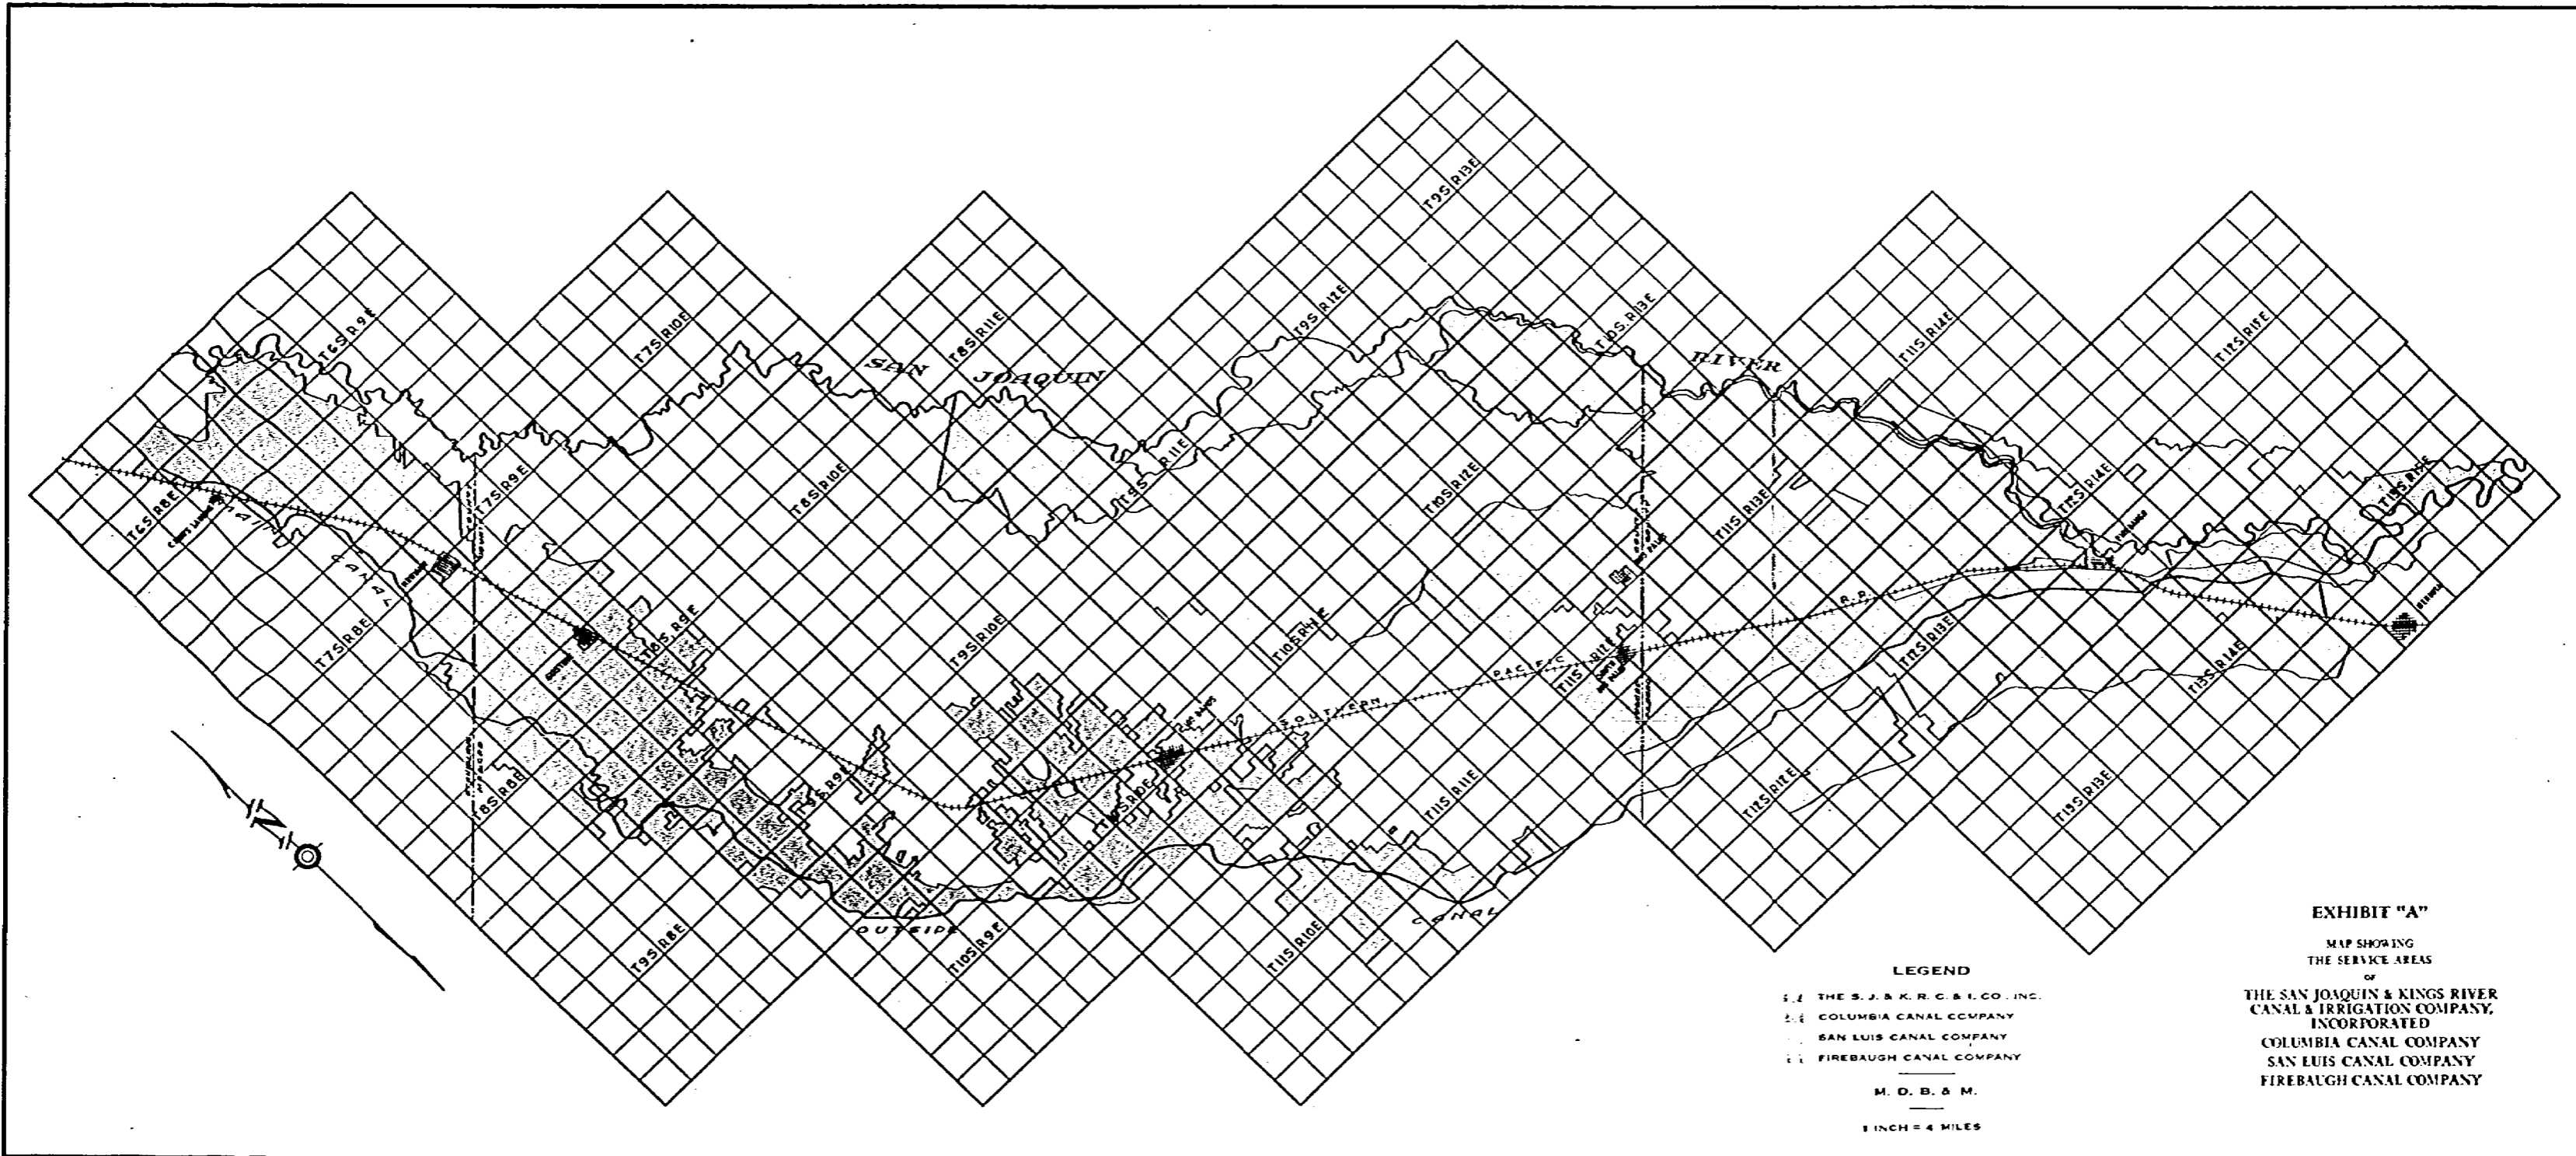 T9S R13E
T6S R9E
T7S R10E
T8S R11E
T9S R12E
T10S R13E
T11S R14E
T12S R15E
SAN
JOAQUIN
RIVER
T6S R8E
T7S R9E
T8S R10E
T9S R11E
T10S R12E
T11S R13E
T12S R14E
T13S R15E
MAIN
CANAL
T7S R8E
T10S R9E
T9S R10E
T10S R11E
T11S R12E
T12S R13E
T13S R14E
SOUTHERN
PACIFIC
R.R.
LOS BANOS
FIREBAUGH
T8S R8E
T9S R9E
T10S R10E
T11S R11E
T12S R12E
T13S R13E
N
OUTSIDE
CANAL
T9S R8E
T10S R9E
T11S R10E
LEGEND
THE S. J. & K. R. C. & I. CO. INC.
COLUMBIA CANAL COMPANY
SAN LUIS CANAL COMPANY
FIREBAUGH CANAL COMPANY
M. D. B. & M.
1 INCH = 4 MILES
EXHIBIT "A"
MAP SHOWING
THE SERVICE AREAS
OF
THE SAN JOAQUIN & KINGS RIVER
CANAL & IRRIGATION COMPANY,
INCORPORATED
COLUMBIA CANAL COMPANY
SAN LUIS CANAL COMPANY
FIREBAUGH CANAL COMPANY